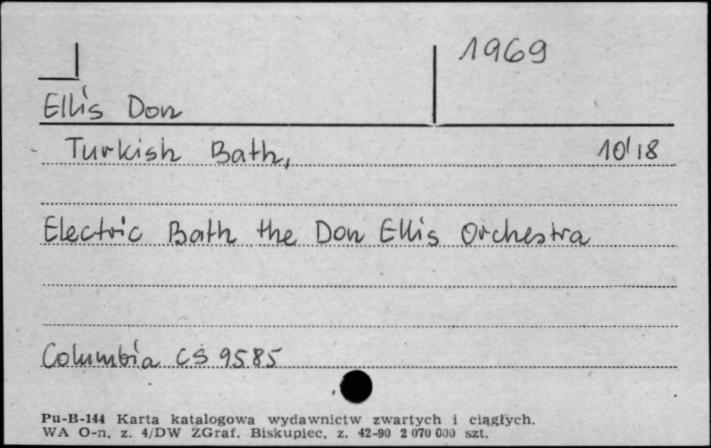 1969
Ellis Don
Turkish Bath, 10'18
Electric Bath the Don Ellis Orchestra
Columbia CS 9585
Pu-B-144 Karta katalogowa wydawnictw zwartych i ciągłych.
WA O-n, z. 4/DW ZGraf. Biskupiec, z. 42-90 2 070 000 szt.